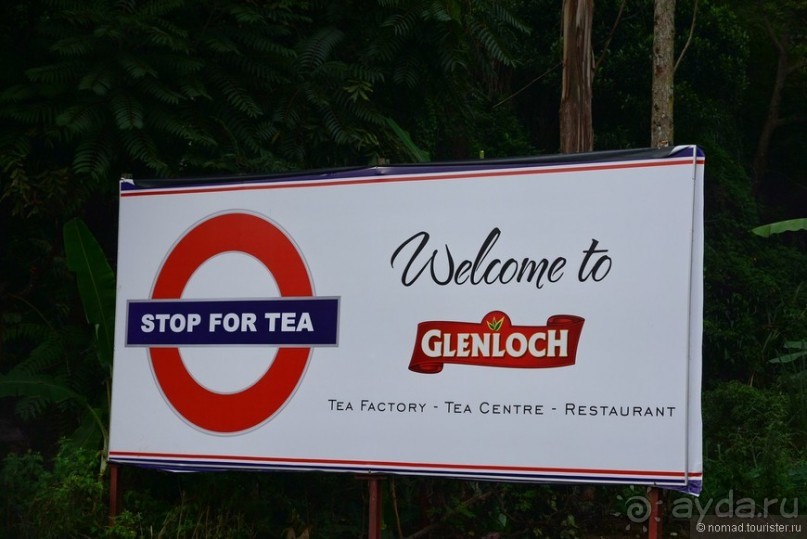 STOP FOR TEA
Welcome to
GLENLOCH
TEA FACTORY - TEA CENTRE - RESTAURANT
ayda.ru
© nomad.tourister.ru